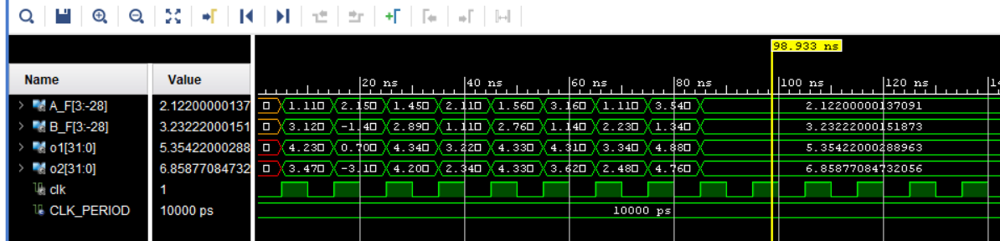 98.933 ns
Name Value
20 ns 40 ns 60 ns 80 ns 100 ns 120 ns
A_F[3:-28] 2.12200000137 1.11 2.15 1.45 2.11 1.56 3.16 1.11 3.54 2.12200000137091
B_F[3:-28] 3.23222000151 3.12 -1.4 2.89 1.11 2.76 1.14 2.23 1.34 3.23222000151873
o1[31:0] 5.35422000288 4.23 0.70 4.34 3.22 4.33 4.31 3.34 4.88 5.35422000288963
o2[31:0] 6.85877084732 3.47 -3.1 4.20 2.34 4.33 3.62 2.48 4.76 6.85877084732056
clk 1
CLK_PERIOD 10000 ps 10000 ps